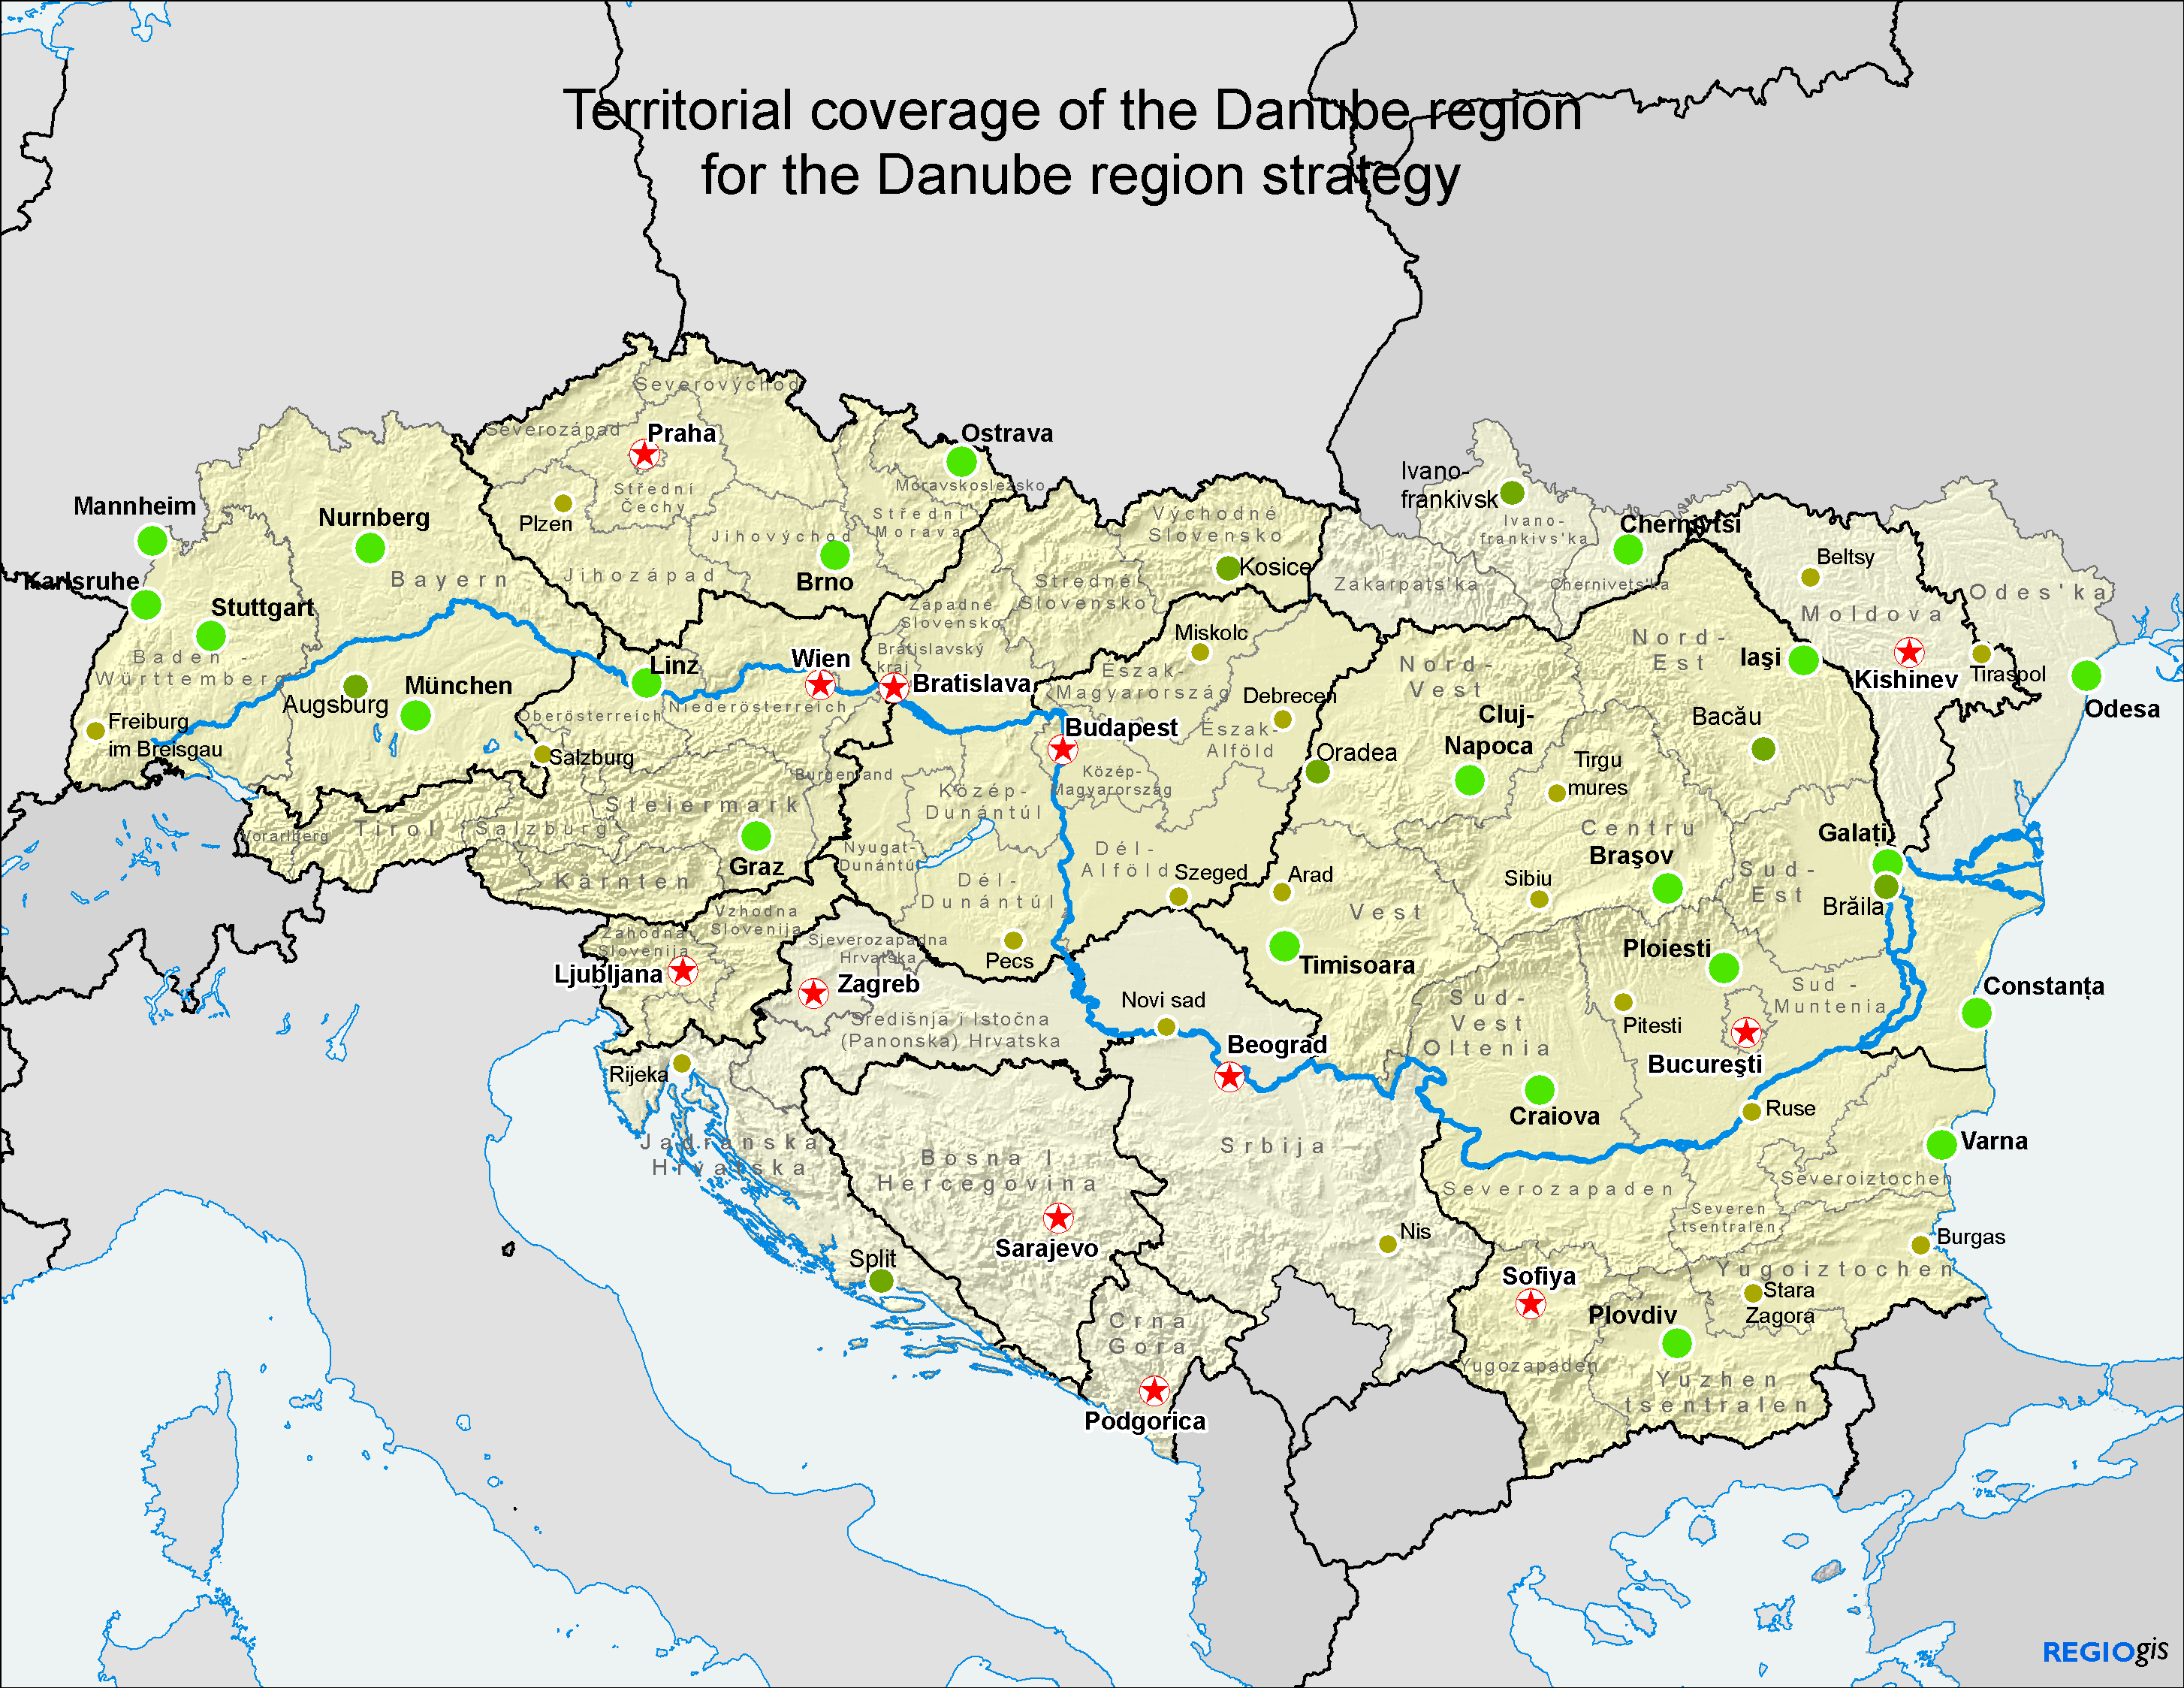 Territorial coverage of the Danube region
for the Danube region strategy
Severovýchod
Severozápad
Praha
Ostrava
Moravskoslezsko
Střední
Čechy
Plzen
Střední
Morava
Jihovýchod
Brno
Jihozápad
Mannheim
Nurnberg
Karlsruhe
Bayern
Stuttgart
Baden -
Württemberg
Augsburg
München
Freiburg
im Breisgau
Linz
Wien
Oberösterreich
Niederösterreich
Salzburg
Burgenland
Steiermark
Vorarlberg
Tirol
Salzburg
Graz
Kärnten
Východné
Slovensko
Kosice
Stredné
Slovensko
Západné
Slovensko
Bratislavský
kraj
Bratislava
Miskolc
Észak-
Magyarország
Debrecen
Budapest
Észak-
Alföld
Közép-
Magyarország
Közép-
Dunántúl
Nyugat-
Dunántúl
Dél-
Alföld
Szeged
Dél-
Dunántúl
Pecs
Ivano-
frankivsk
Ivano-
frankivs'ka
Chernivtsi
Zakarpats'ka
Chernivets'ka
Beltsy
Moldova
Odes'ka
Kishinev
Tiraspol
Odesa
Nord-
Est
Iaşi
Nord-
Vest
Cluj-
Napoca
Bacău
Oradea
Tirgu
mures
Centru
Braşov
Galaţi
Sud-
Est
Brăila
Arad
Sibiu
Vest
Timisoara
Ploiesti
Constanţa
Sud -
Muntenia
Sud-
Vest
Oltenia
Pitesti
Bucureşti
Craiova
Vzhodna
Slovenija
Zahodna
Slovenija
Ljubljana
Sjeverozapadna
Hrvatska
Zagreb
Središnja i Istočna
(Panonska) Hrvatska
Rijeka
Jadranska
Hrvatska
Novi sad
Beograd
Srbija
Bosna I
Hercegovina
Sarajevo
Split
Nis
Crna
Gora
Podgorica
Ruse
Varna
Severozapaden
Severoiztochen
Severen
tsentralen
Burgas
Sofiya
Yugoiztochen
Stara
Zagora
Plovdiv
Yugozapaden
Yuzhen
tsentralen
REGIOgis